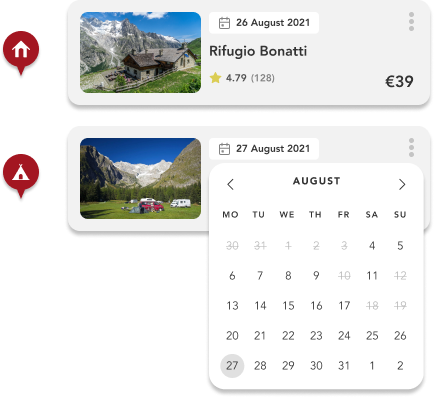 26 August 2021
Rifugio Bonatti
4.79 (128)
€39
27 August 2021
AUGUST
MO TU WE TH FR SA SU
30 31 1 2 3 4 5
6 7 8 9 10 11 12
13 14 15 16 17 18 19
20 21 22 23 24 25 26
27 28 29 30 31 1 2